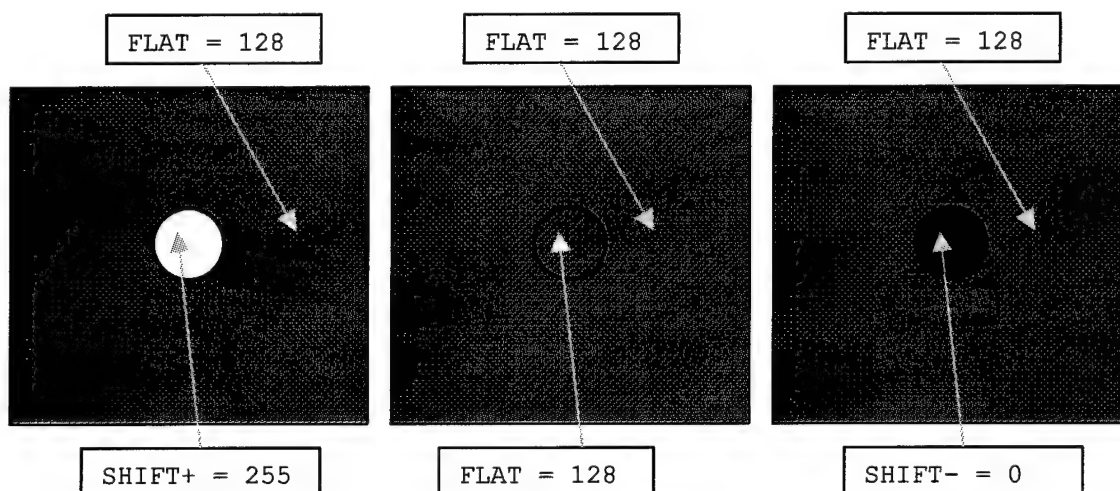 FLAT = 128
FLAT = 128
FLAT = 128
SHIFT+ = 255
FLAT = 128
SHIFT- = 0